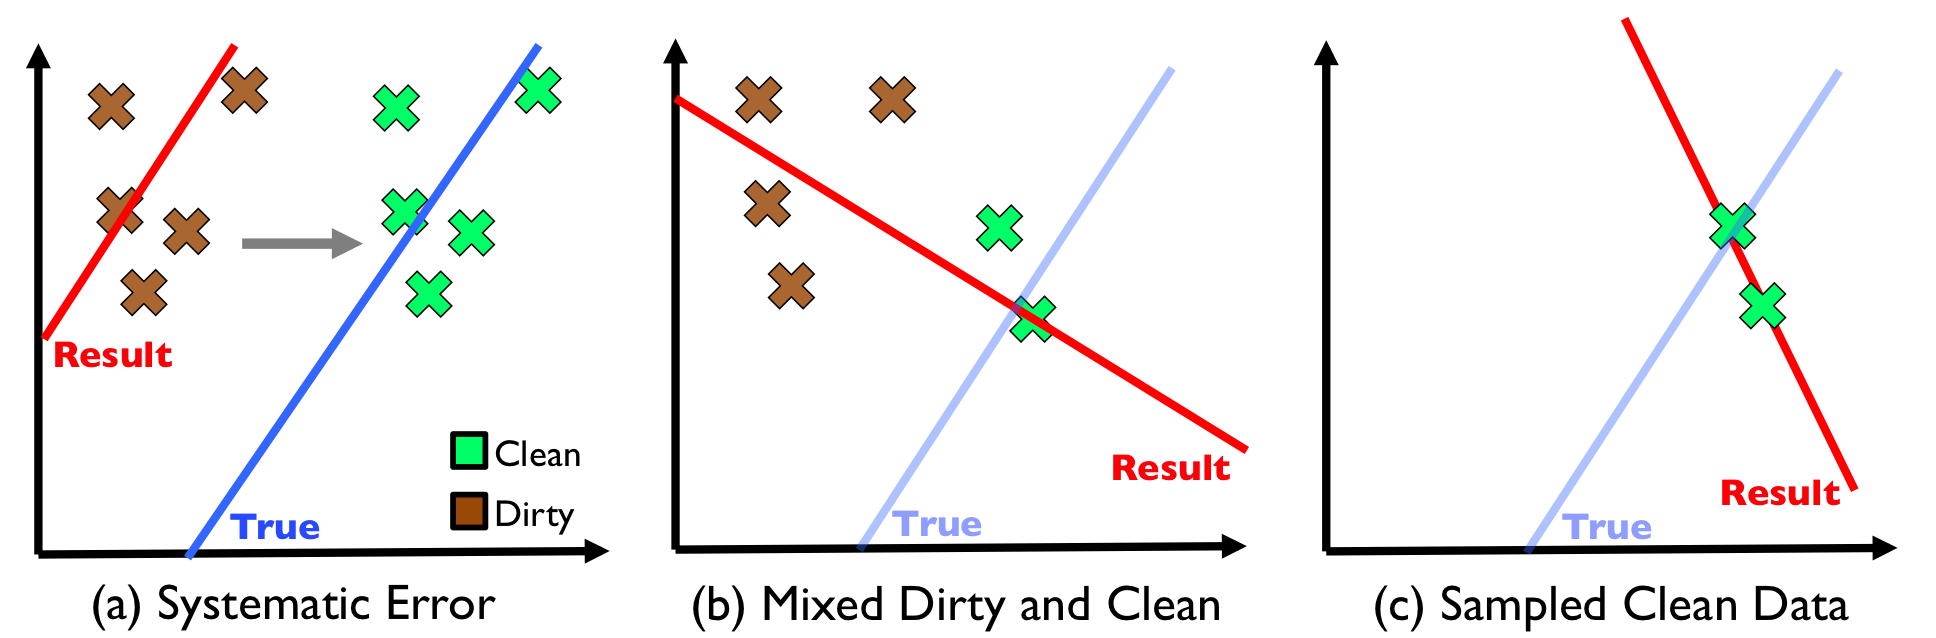 Result
True
Clean
Dirty
(a) Systematic Error
Result
True
(b) Mixed Dirty and Clean
Result
True
(c) Sampled Clean Data